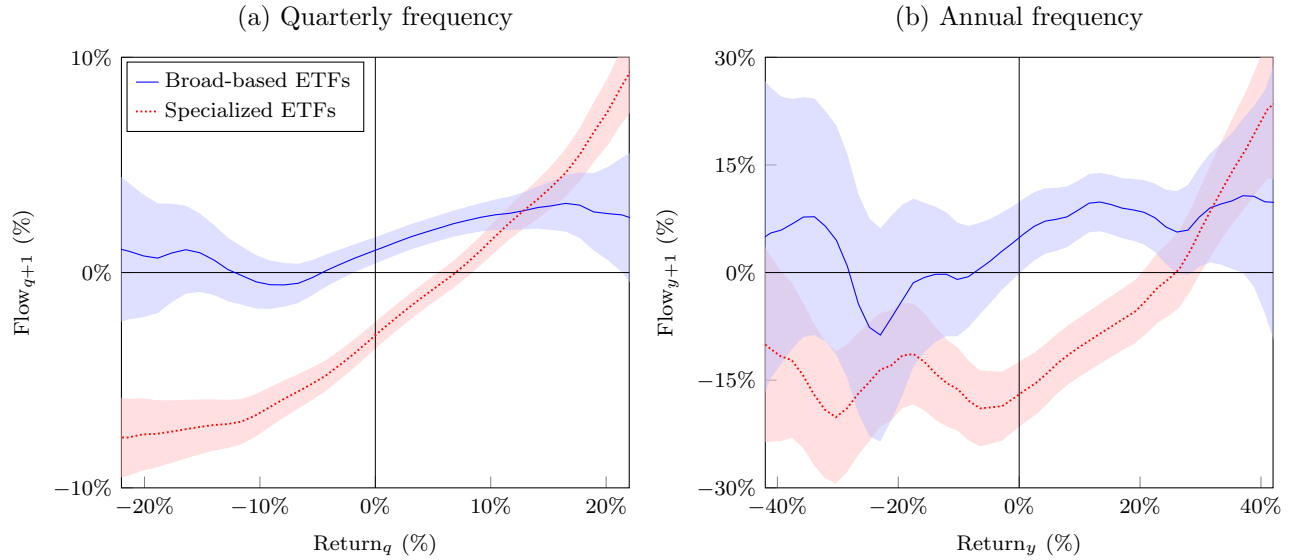 (a) Quarterly frequency
10%
0%
−10%
Flow_{q+1} (%)
Broad-based ETFs
Specialized ETFs
−20% −10% 0% 10% 20%
Return_q (%)
(b) Annual frequency
30%
15%
0%
−15%
−30%
Flow_{y+1} (%)
−40% −20% 0% 20% 40%
Return_y (%)